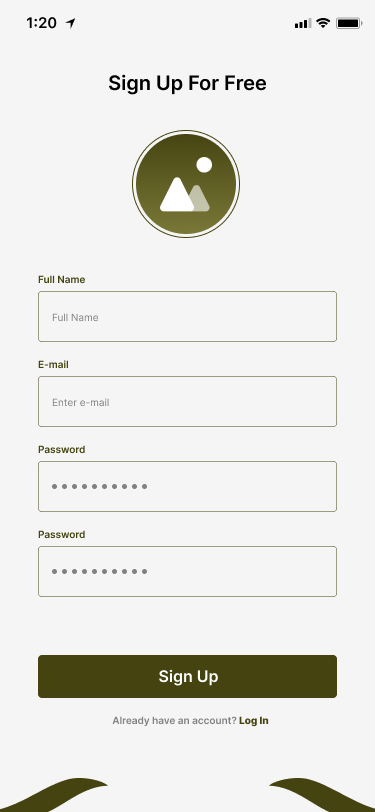 1:20
Sign Up For Free
Full Name
Full Name
E-mail
Enter e-mail
Password
Password
Sign Up
Already have an account? Log In